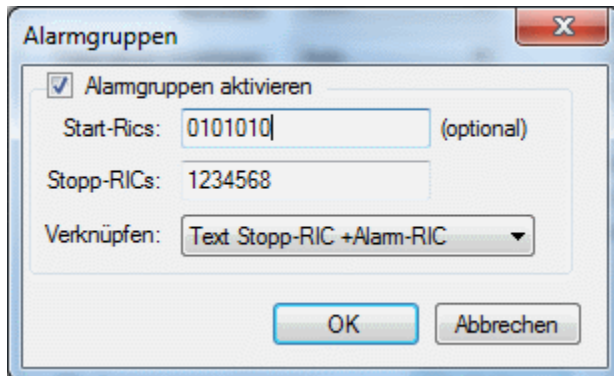 Alarmgruppen
Alarmgruppen aktivieren
Start-Rics: 0101010 (optional)
Stopp-RICs: 1234568
Verknüpfen: Text Stopp-RIC +Alarm-RIC
OK Abbrechen